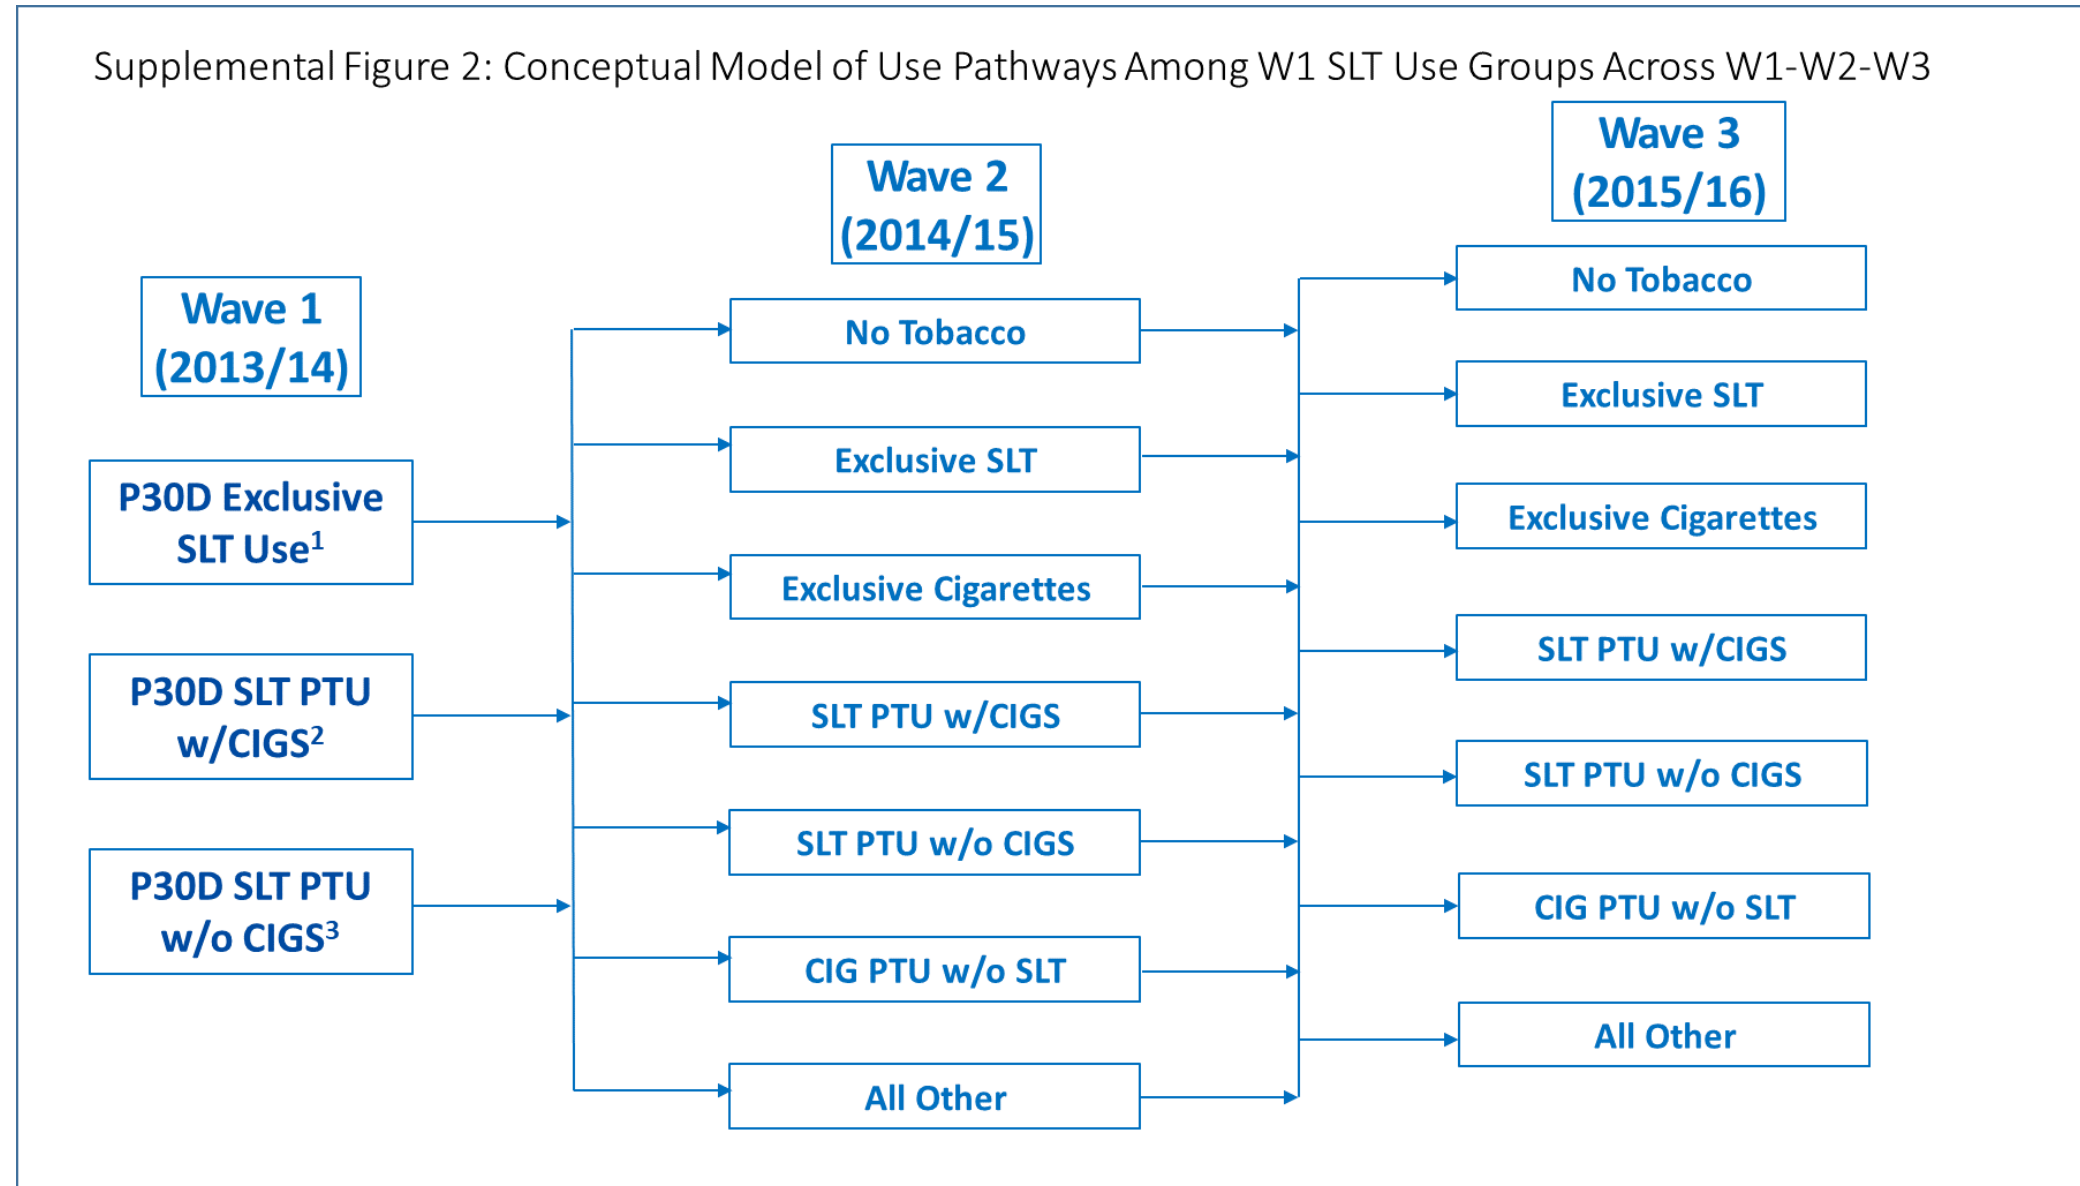 Supplemental Figure 2: Conceptual Model of Use Pathways Among W1 SLT Use Groups Across W1-W2-W3
Wave 1
(2013/14)
P30D Exclusive
SLT Use¹
P30D SLT PTU
w/CIGS²
P30D SLT PTU
w/o CIGS³
Wave 2
(2014/15)
No Tobacco
Exclusive SLT
Exclusive Cigarettes
SLT PTU w/CIGS
SLT PTU w/o CIGS
CIG PTU w/o SLT
All Other
Wave 3
(2015/16)
No Tobacco
Exclusive SLT
Exclusive Cigarettes
SLT PTU w/CIGS
SLT PTU w/o CIGS
CIG PTU w/o SLT
All Other